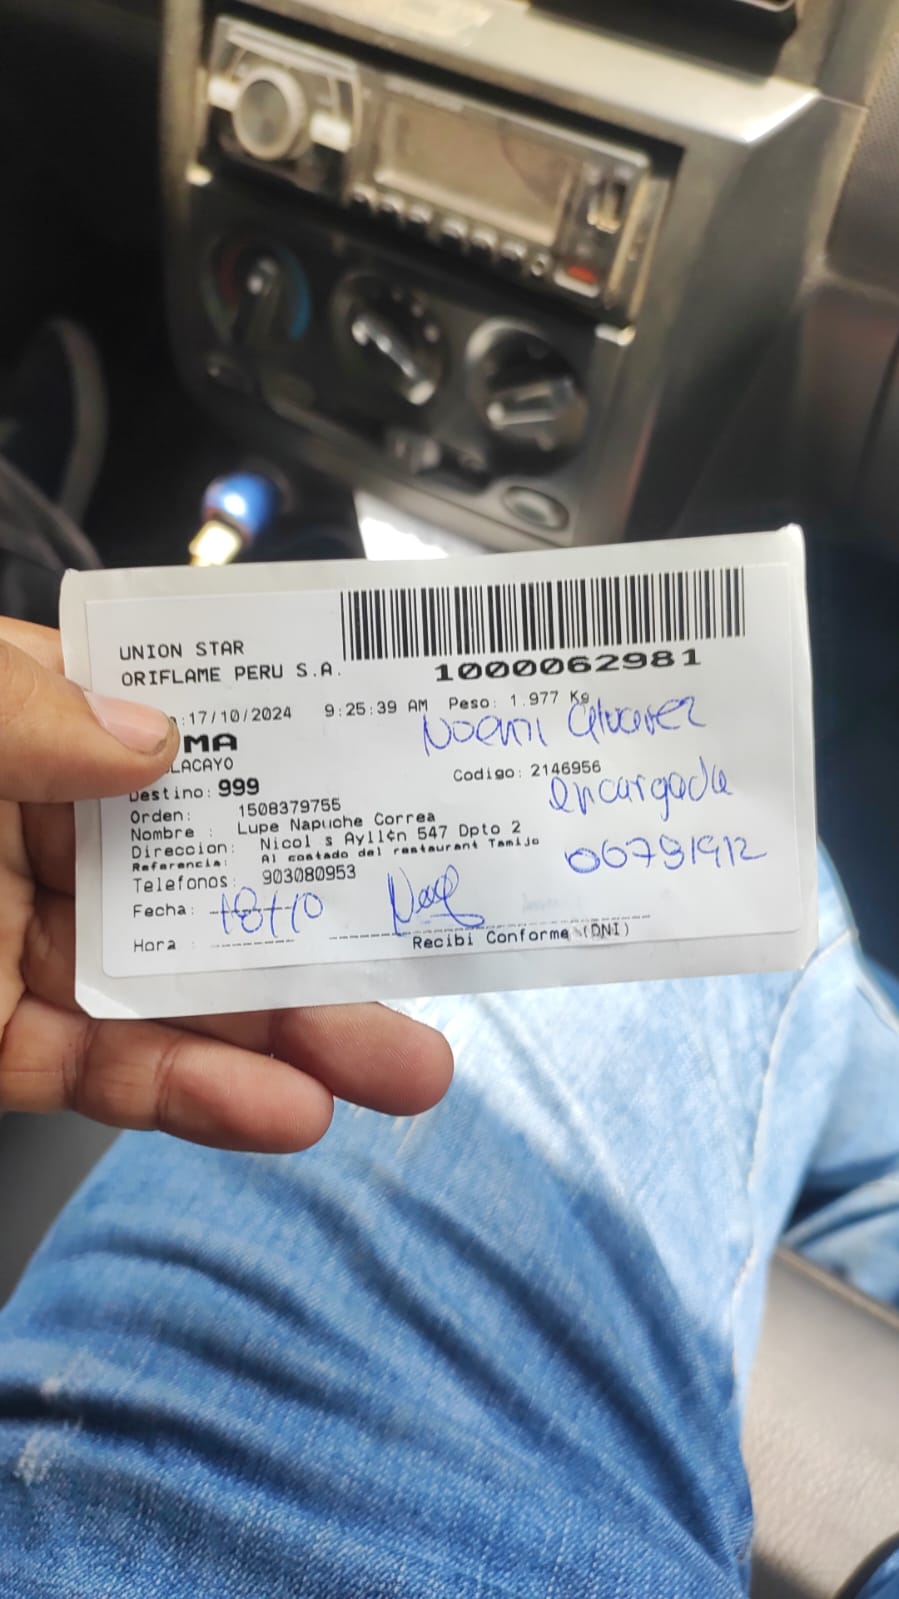 UNION STAR
ORIFLAME PERU S.A.
1000062981
:17/10/2024 9:25:39 AM Peso: 1.977 Kg
MA
LACAYO
Noemi Alvarez
Destino: 999
Codigo: 2146956
encargada
Orden: 1508379755
Nombre : Lupe Napuche Correa
Direccion: Nicol s Ayll¢n 547 Dpto 2
Referencia: Al costado del restaurant Tamijo
06791912
Telefonos: 903080953
Fecha: 18/10
Hora :
Recibi Conforme (DNI)